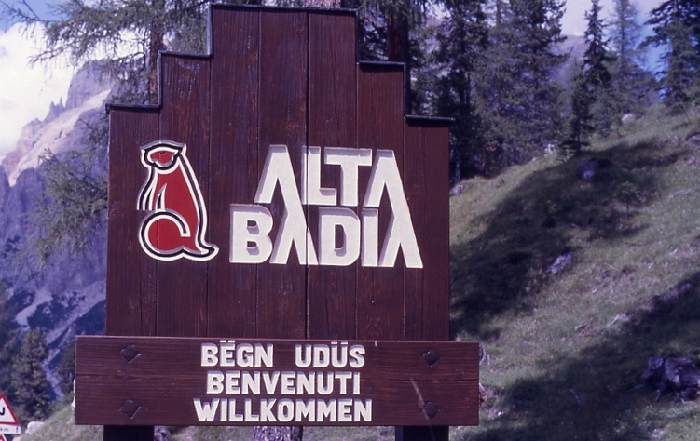 ALTA
BADIA
BËGN UDÜS
BENVENUTI
WILLKOMMEN